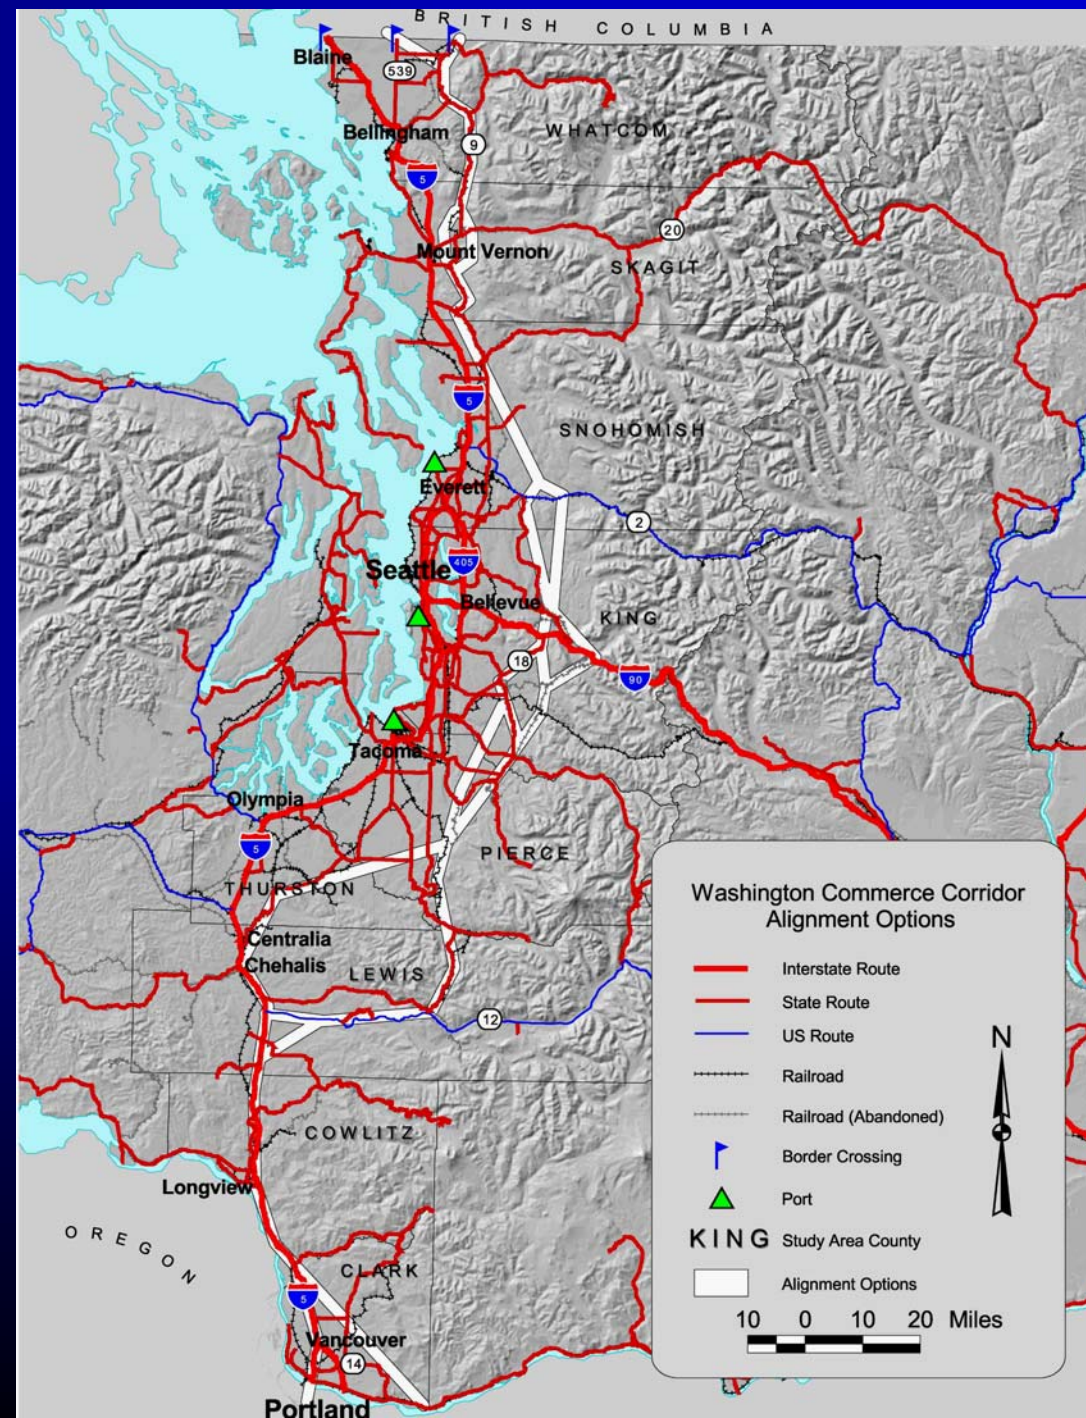 BRITISH COLUMBIA
Blaine
539
Bellingham
WHATCOM
9
5
20
Mount Vernon
SKAGIT
5
SNOHOMISH
Everett
2
405
Seattle
Bellevue
KING
18
90
Tacoma
Olympia
5
PIERCE
THURSTON
Centralia
Chehalis
LEWIS
12
COWLITZ
Longview
OREGON
CLARK
5
Vancouver
14
Portland
Washington Commerce Corridor
Alignment Options
Interstate Route
State Route
US Route
Railroad
Railroad (Abandoned)
Border Crossing
Port
KING Study Area County
Alignment Options
N
10 0 10 20 Miles